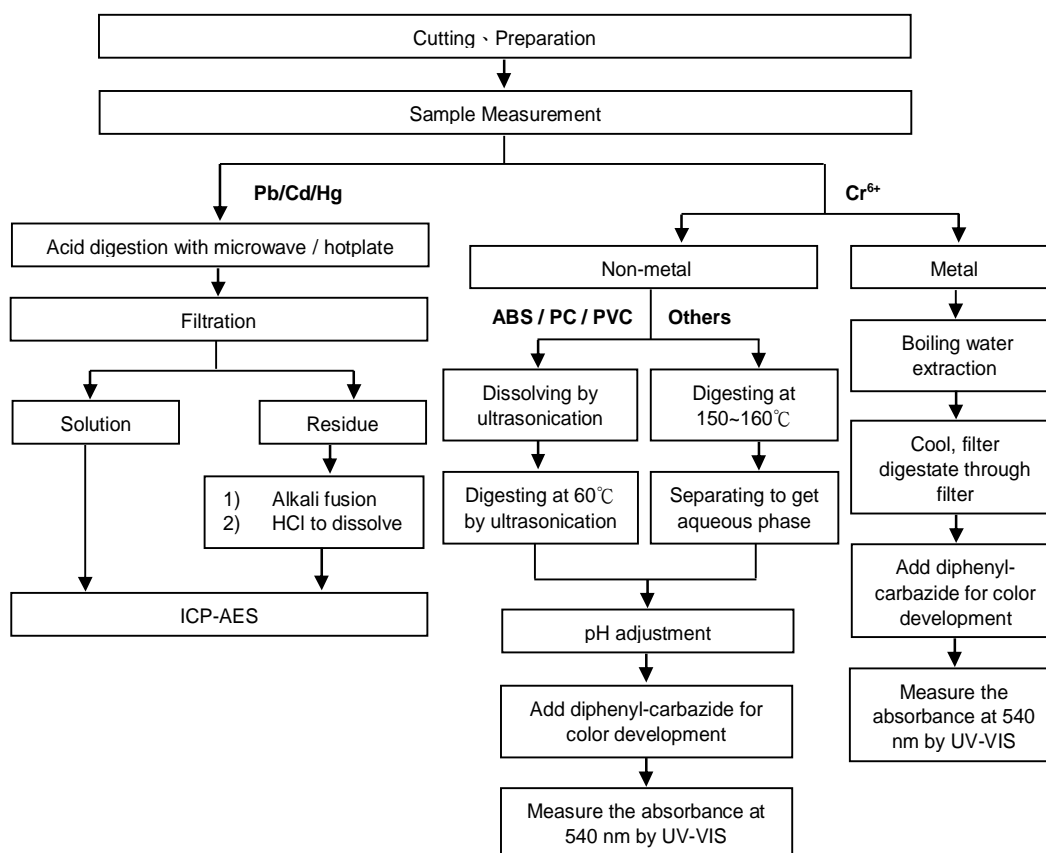 Cutting、Preparation
Sample Measurement
Pb/Cd/Hg
Cr⁶⁺
Acid digestion with microwave / hotplate
Non-metal
Metal
Filtration
ABS / PC / PVC
Others
Boiling water
extraction
Solution
Residue
Dissolving by
ultrasonication
Digesting at
150~160℃
Cool, filter
digestate through
filter
1) Alkali fusion
2) HCl to dissolve
Digesting at 60℃
by ultrasonication
Separating to get
aqueous phase
Add diphenyl-
carbazide for color
development
ICP-AES
pH adjustment
Measure the
absorbance at 540
nm by UV-VIS
Add diphenyl-carbazide for
color development
Measure the absorbance at
540 nm by UV-VIS